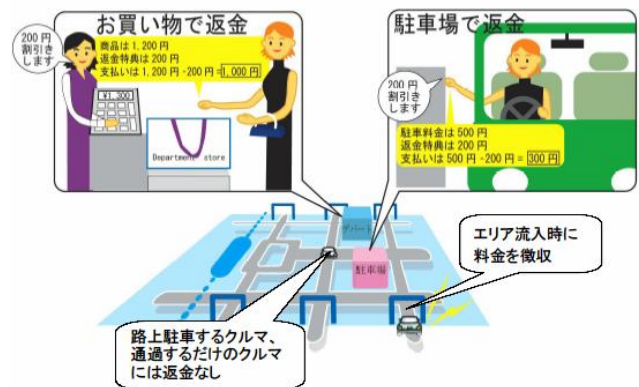 お買い物で返金
200円
割引き
します
商品は1,200円
返金特典は200円
支払いは1,200円-200円=1,000円
¥1,300
Department store
駐車場で返金
200円
割引き
します
駐車料金は500円
返金特典は200円
支払いは500円-200円= 300円
デパート
駐車場
エリア流入時に
料金を徴収
路上駐車するクルマ、
通過するだけのクルマ
には返金なし